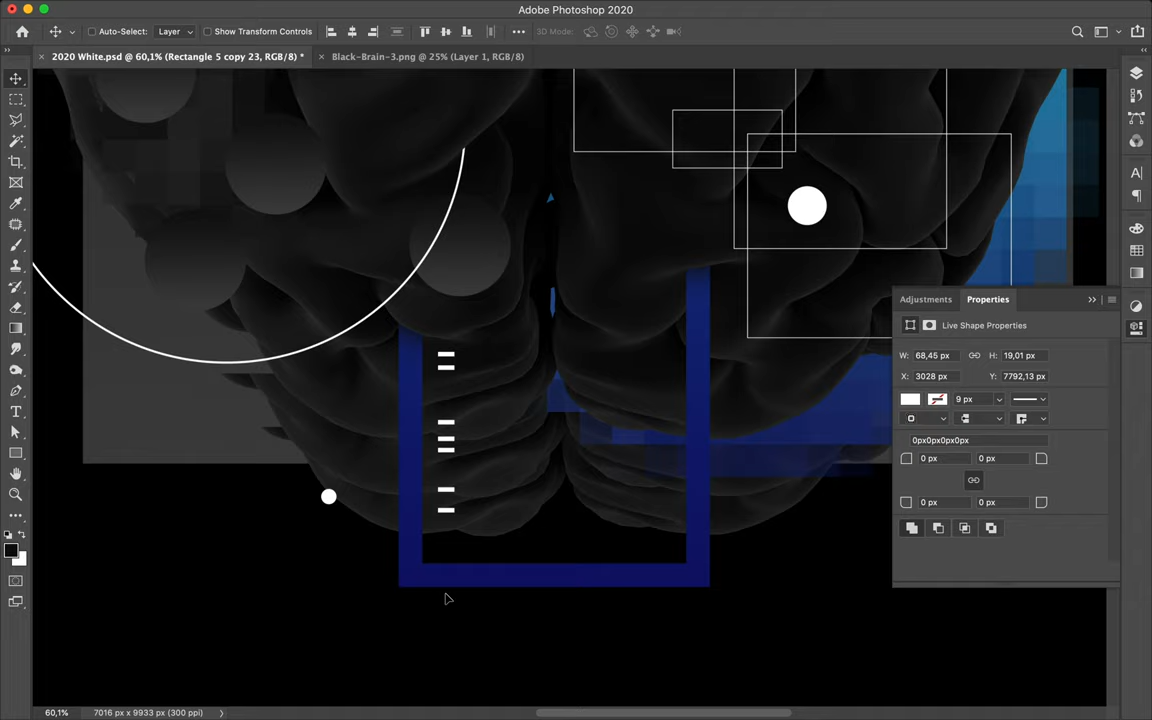 Adobe Photoshop 2020
Auto-Select: Layer Show Transform Controls 3D Mode:
2020 White.psd @ 60,1% (Rectangle 5 copy 23, RGB/8) *
Black-Brain-3.png @ 25% (Layer 1, RGB/8)
Adjustments Properties
Live Shape Properties
W: 68,45 px H: 19,01 px
X: 3028 px Y: 7792,13 px
9 px
0px0px0px0px
0 px 0 px
0 px 0 px
60,1% 7016 px x 9933 px (300 ppi)